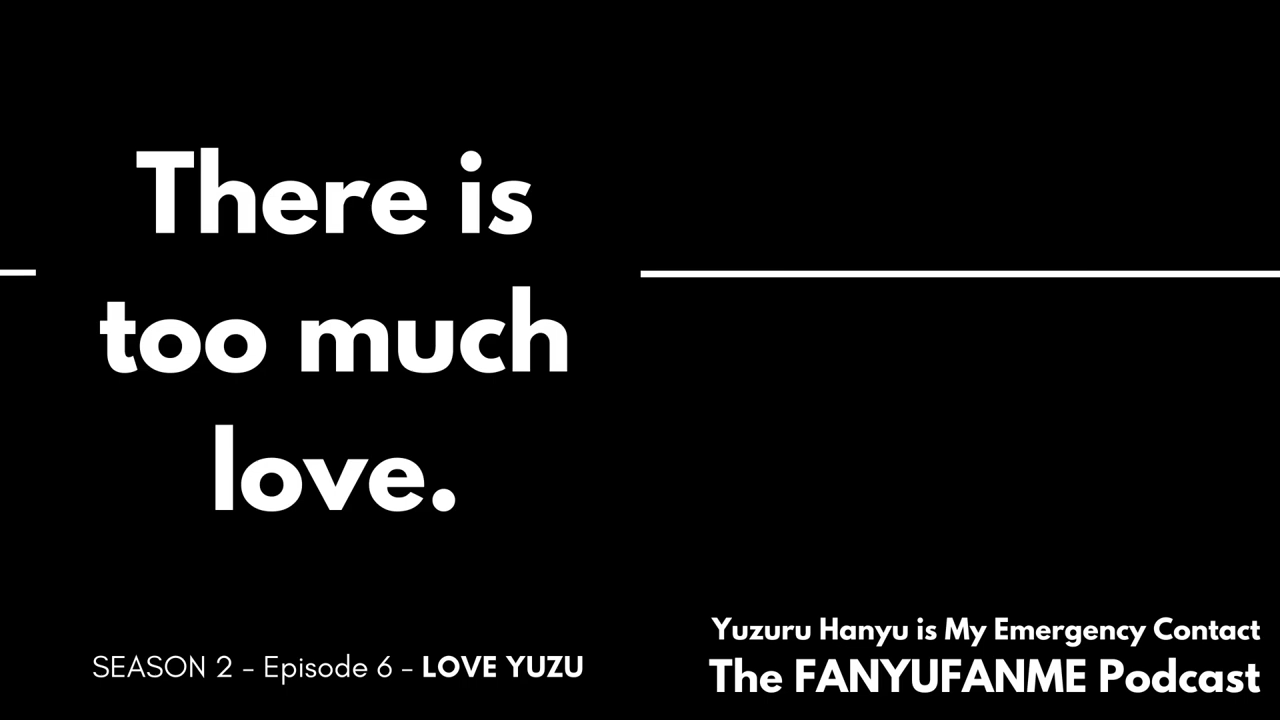 There is
too much
love.
SEASON 2 – Episode 6 – LOVE YUZU
Yuzuru Hanyu is My Emergency Contact
The FANYUFANME Podcast